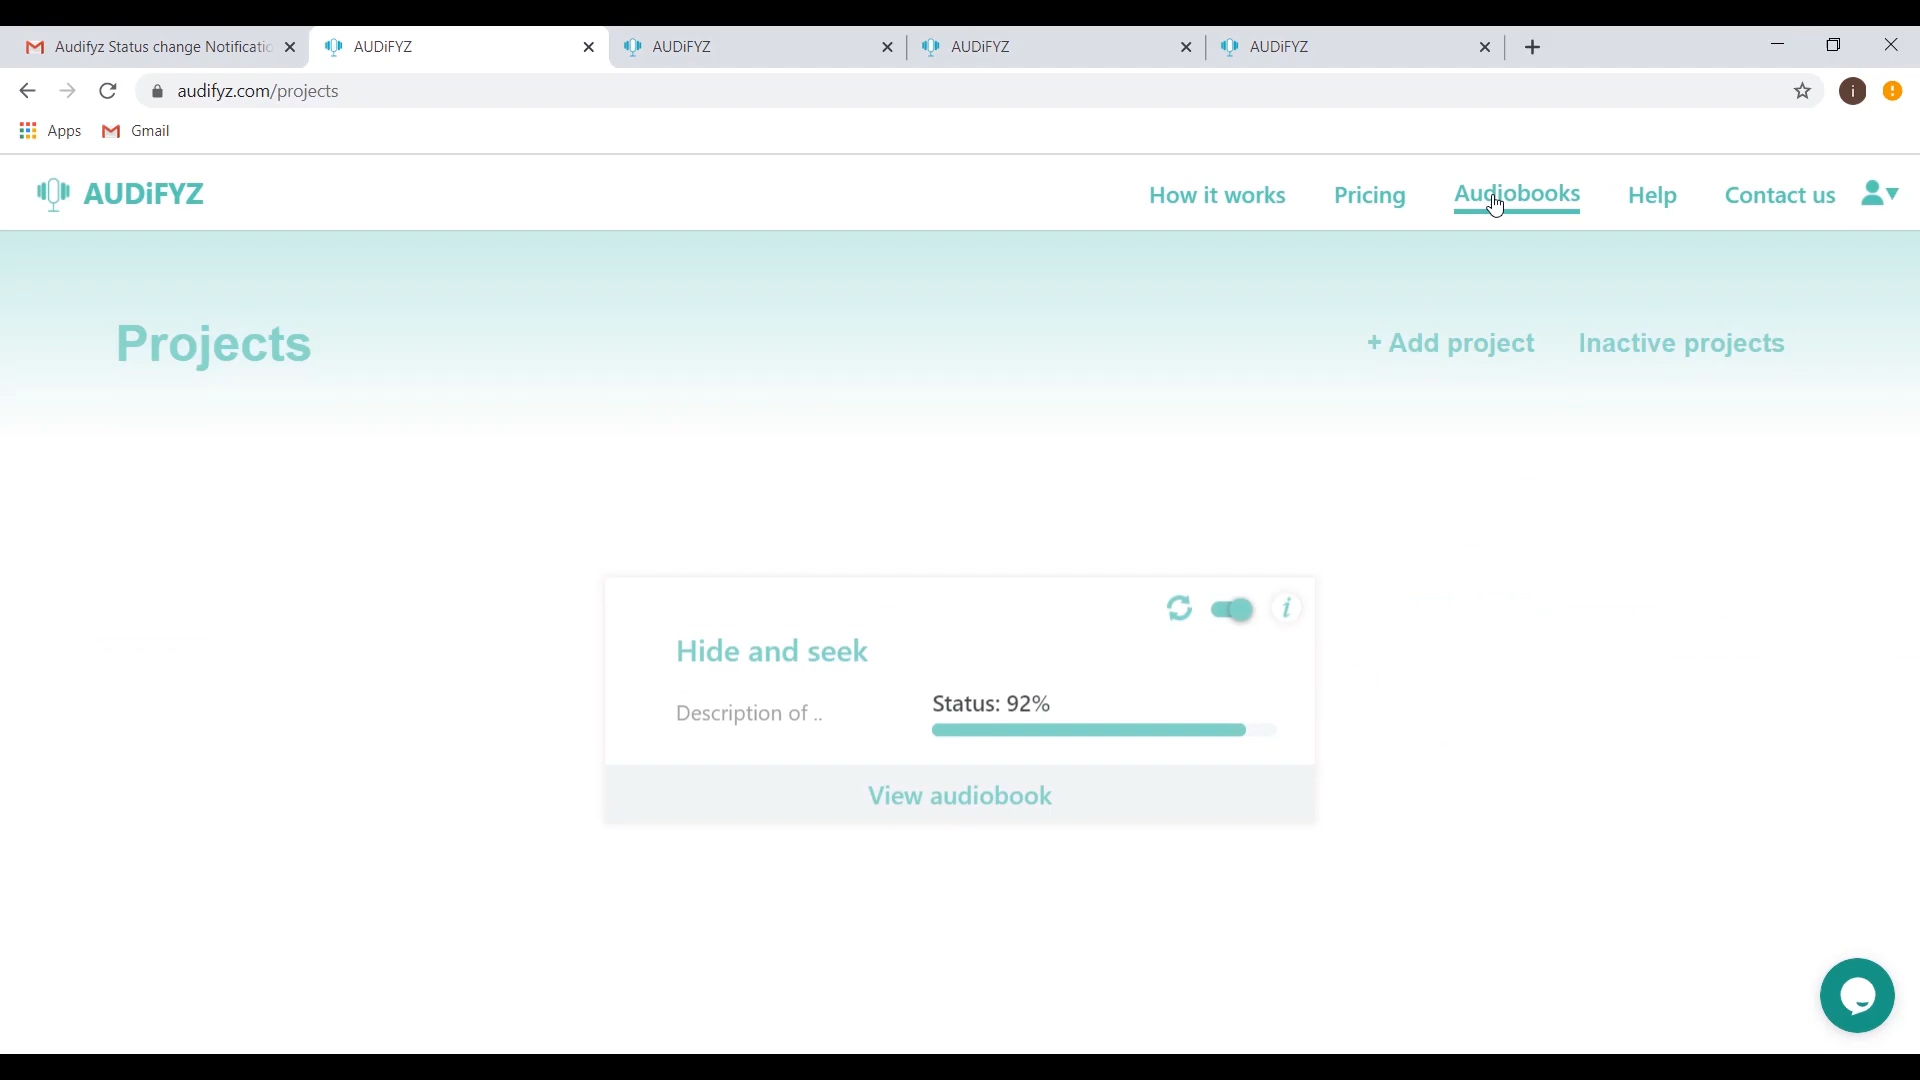 Audifyz Status change Notificatio
AUDiFYZ
AUDiFYZ
AUDiFYZ
AUDiFYZ
audifyz.com/projects
i
Apps
Gmail
AUDiFYZ
How it works
Pricing
Audiobooks
Help
Contact us
Projects
+ Add project
Inactive projects
i
Hide and seek
Description of ..
Status: 92%
View audiobook